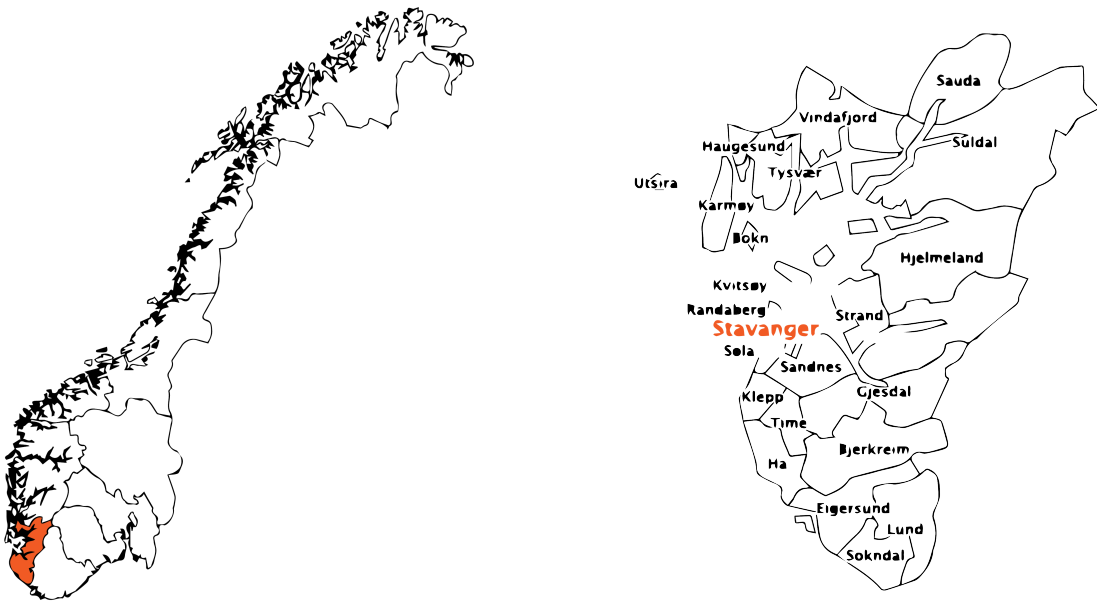 Sauda
Vindafjord
Suldal
Haugesund
Tysvær
Utsira
Karmøy
Bokn
Hjelmeland
Kvitsøy
Randaberg
Strand
Stavanger
Sola
Sandnes
Gjesdal
Klepp
Time
Bjerkreim
Ha
Eigersund
Lund
Sokndal